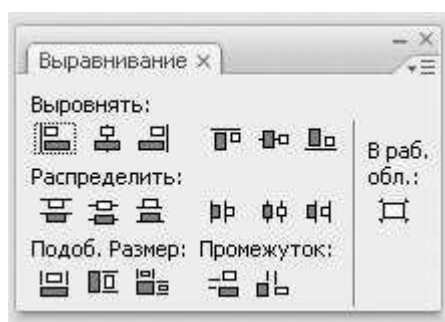 Выравнивание
Выровнять:
Распределить:
Подоб. Размер: Промежуток:
В раб.
обл.: